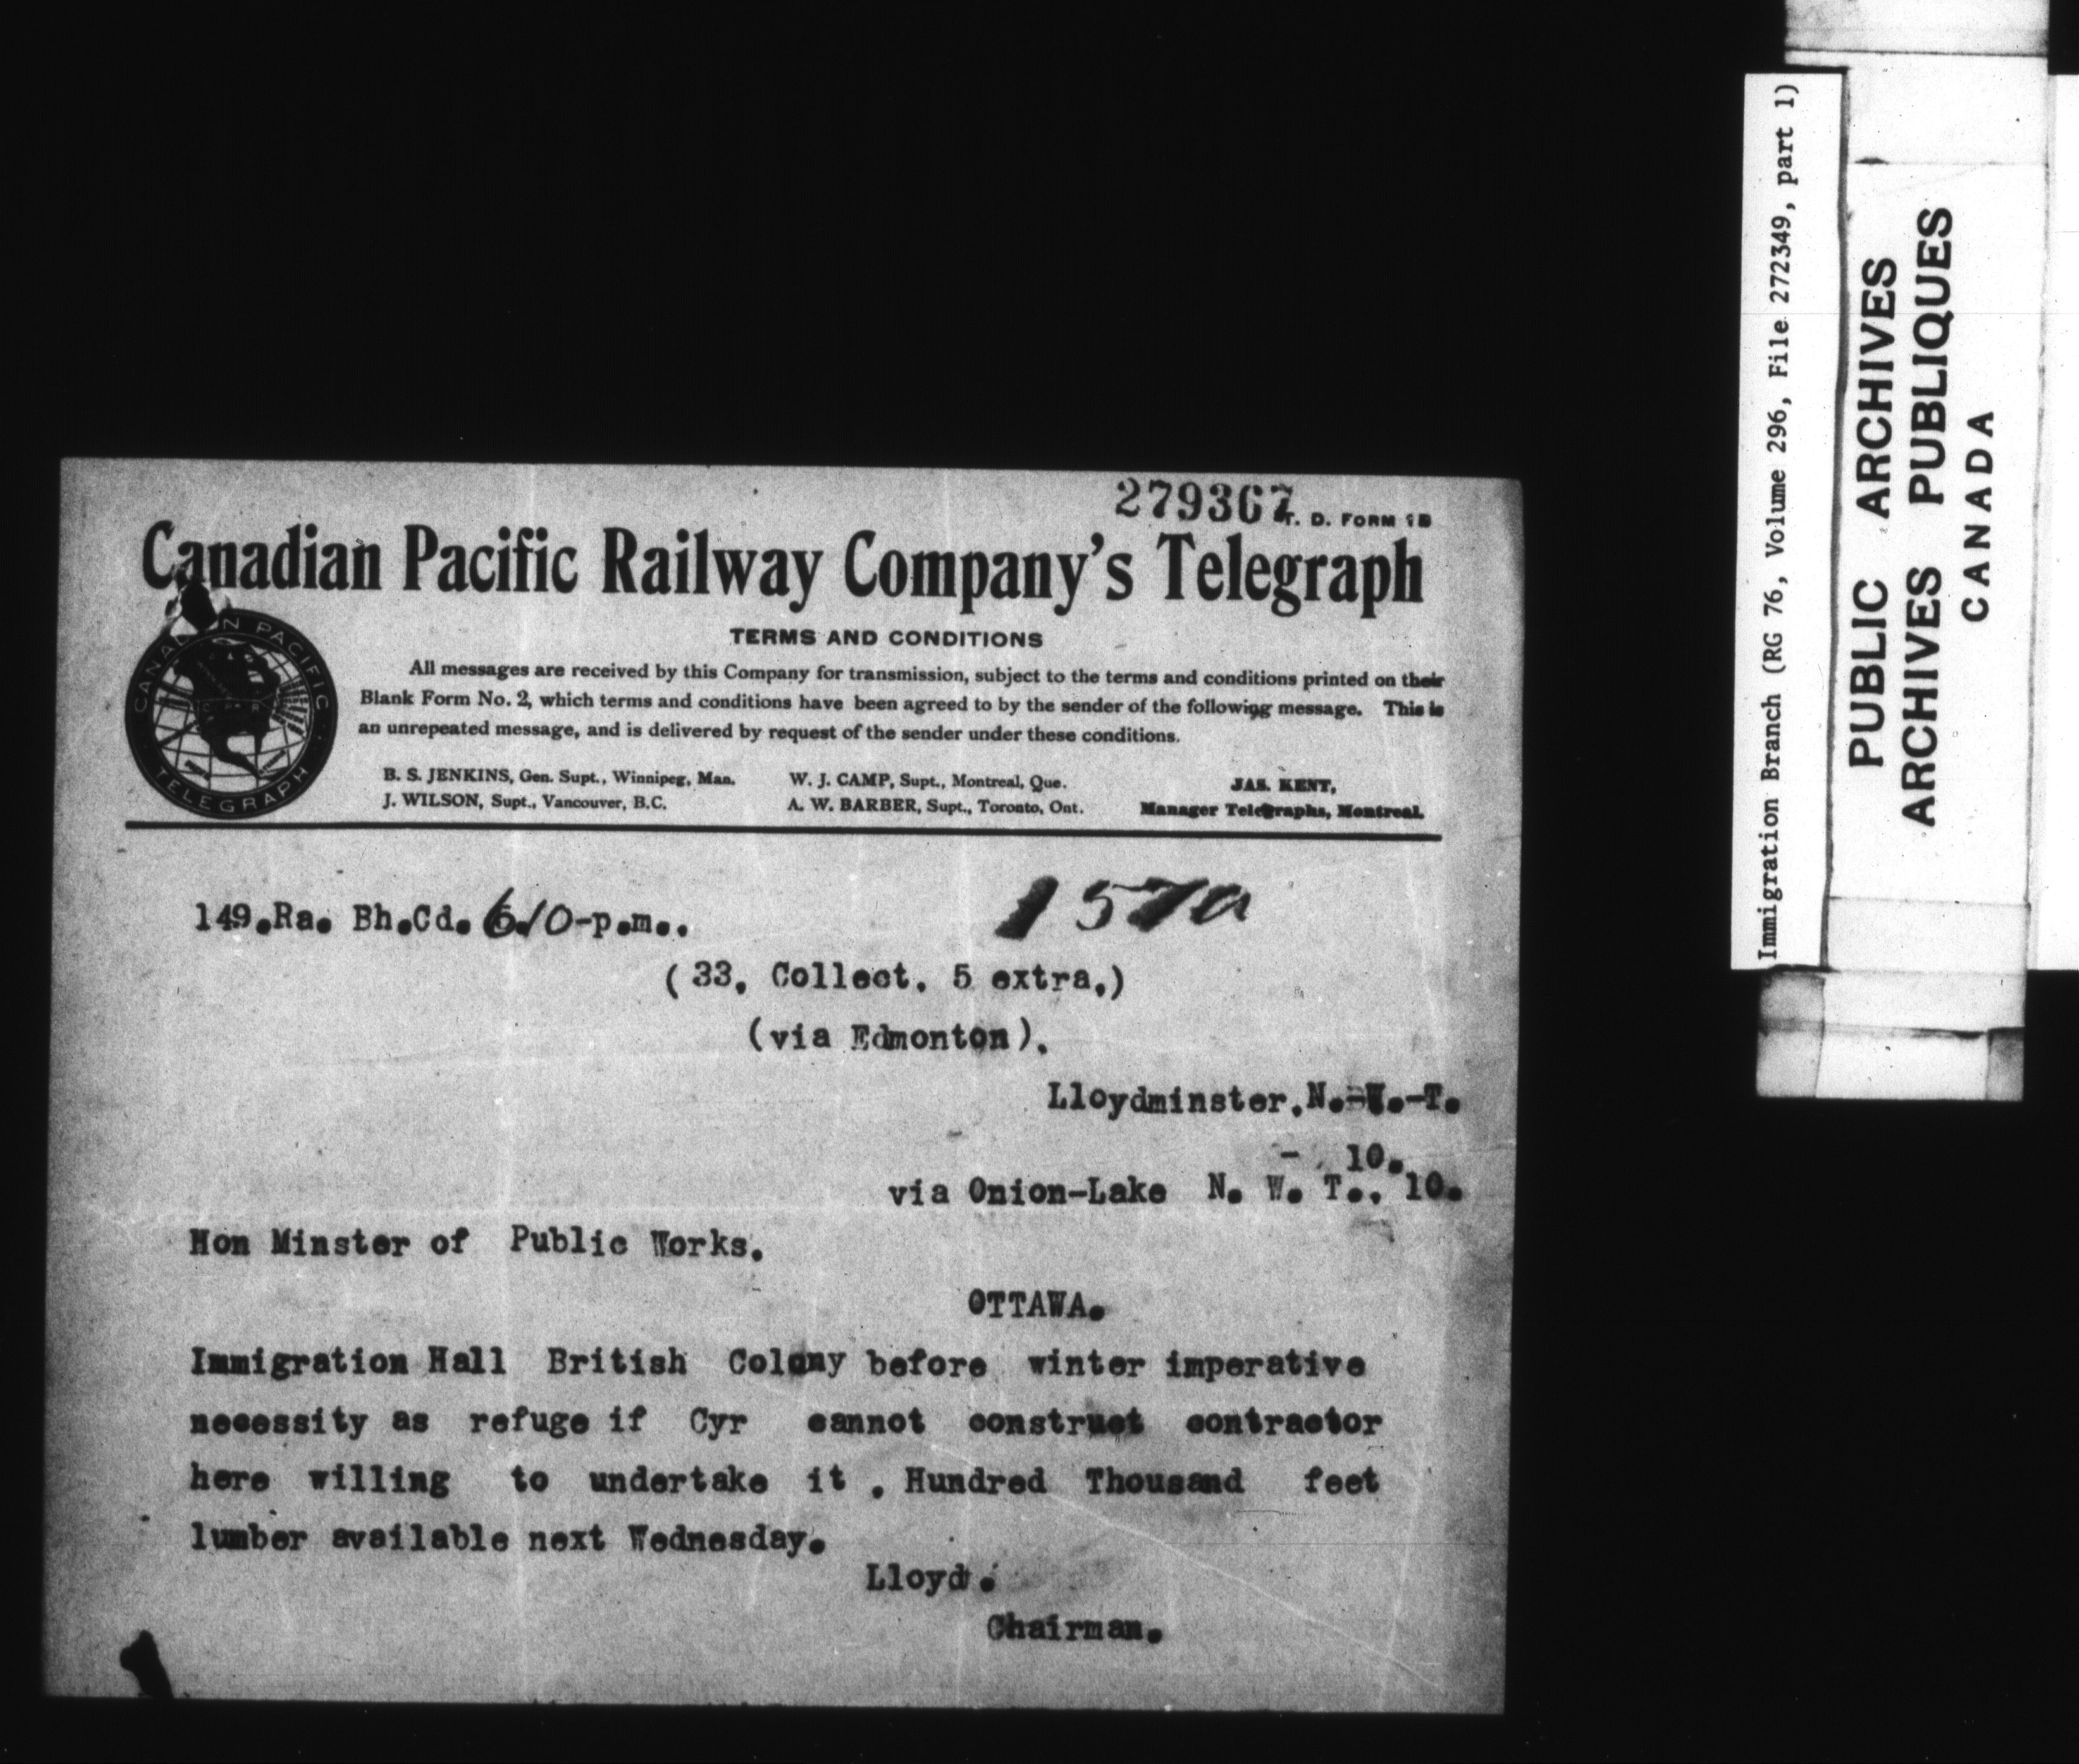 279367
T. D. FORM 1B
Canadian Pacific Railway Company's Telegraph
TERMS AND CONDITIONS
All messages are received by this Company for transmission, subject to the terms and conditions printed on their
Blank Form No. 2, which terms and conditions have been agreed to by the sender of the following message. This is
an unrepeated message, and is delivered by request of the sender under these conditions.
B. S. JENKINS, Gen. Supt., Winnipeg, Man.
J. WILSON, Supt., Vancouver, B.C.
W. J. CAMP, Supt., Montreal, Que.
A. W. BARBER, Supt., Toronto, Ont.
JAS. KENT,
Manager Telegraphs, Montreal.
CANADIAN PACIFIC
TELEGRAPH
149.Ra. Bh.Cd. 6.10-p.m..
(33, Collect. 5 extra,)
(via Edmonton).
Lloydminster,N.-W.-T.
- 10.
via Onion-Lake N. W. T., 10.
Hon Minster of Public Works.
OTTAWA.
Immigration Hall British Colony before winter imperative
necessity as refuge if Cyr cannot construct contractor
here willing to undertake it . Hundred Thousand feet
lumber available next Wednesday.
Lloyd.
Chairman.
Immigration Branch (RG 76, Volume 296, File 272349, part 1)
PUBLIC ARCHIVES
ARCHIVES PUBLIQUES
CANADA